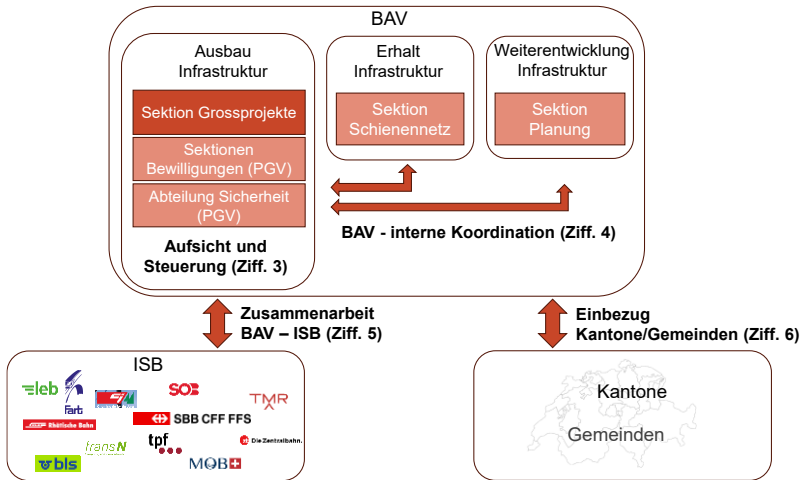 BAV
Ausbau
Infrastruktur
Sektion Grossprojekte
Sektionen
Bewilligungen (PGV)
Abteilung Sicherheit
(PGV)
Aufsicht und
Steuerung (Ziff. 3)
Erhalt
Infrastruktur
Sektion
Schienennetz
Weiterentwicklung
Infrastruktur
Sektion
Planung
BAV - interne Koordination (Ziff. 4)
Zusammenarbeit
BAV – ISB (Ziff. 5)
Einbezug
Kantone/Gemeinden (Ziff. 6)
ISB
leb
Fart
SOB
TMR
Rhätische Bahn
SBB CFF FFS
transN
tpf
Die Zentralbahn.
bls
MOB
Kantone
Gemeinden